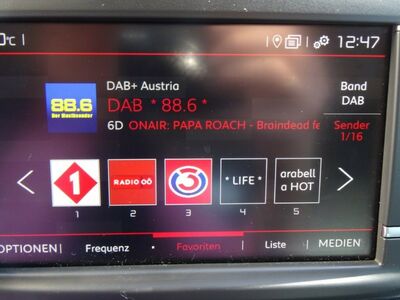 0°C
12:47
88.6
Der Musiksender
DAB+ Austria
DAB * 88.6 *
6D ONAIR: PAPA ROACH - Braindead fe
Band
DAB
Sender
1/16
1
RADIO OÖ
3
* LIFE *
arabell
a HOT
1 2 3 4 5
OPTIONEN
Frequenz
Favoriten
Liste
MEDIEN